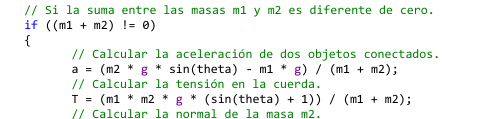 // Si la suma entre las masas m1 y m2 es diferente de cero.
if ((m1 + m2) != 0)
{
// Calcular la aceleración de dos objetos conectados.
a = (m2 * g * sin(theta) - m1 * g) / (m1 + m2);
// Calcular la tensión en la cuerda.
T = (m1 * m2 * g * (sin(theta) + 1)) / (m1 + m2);
// Calcular la normal de la masa m2.